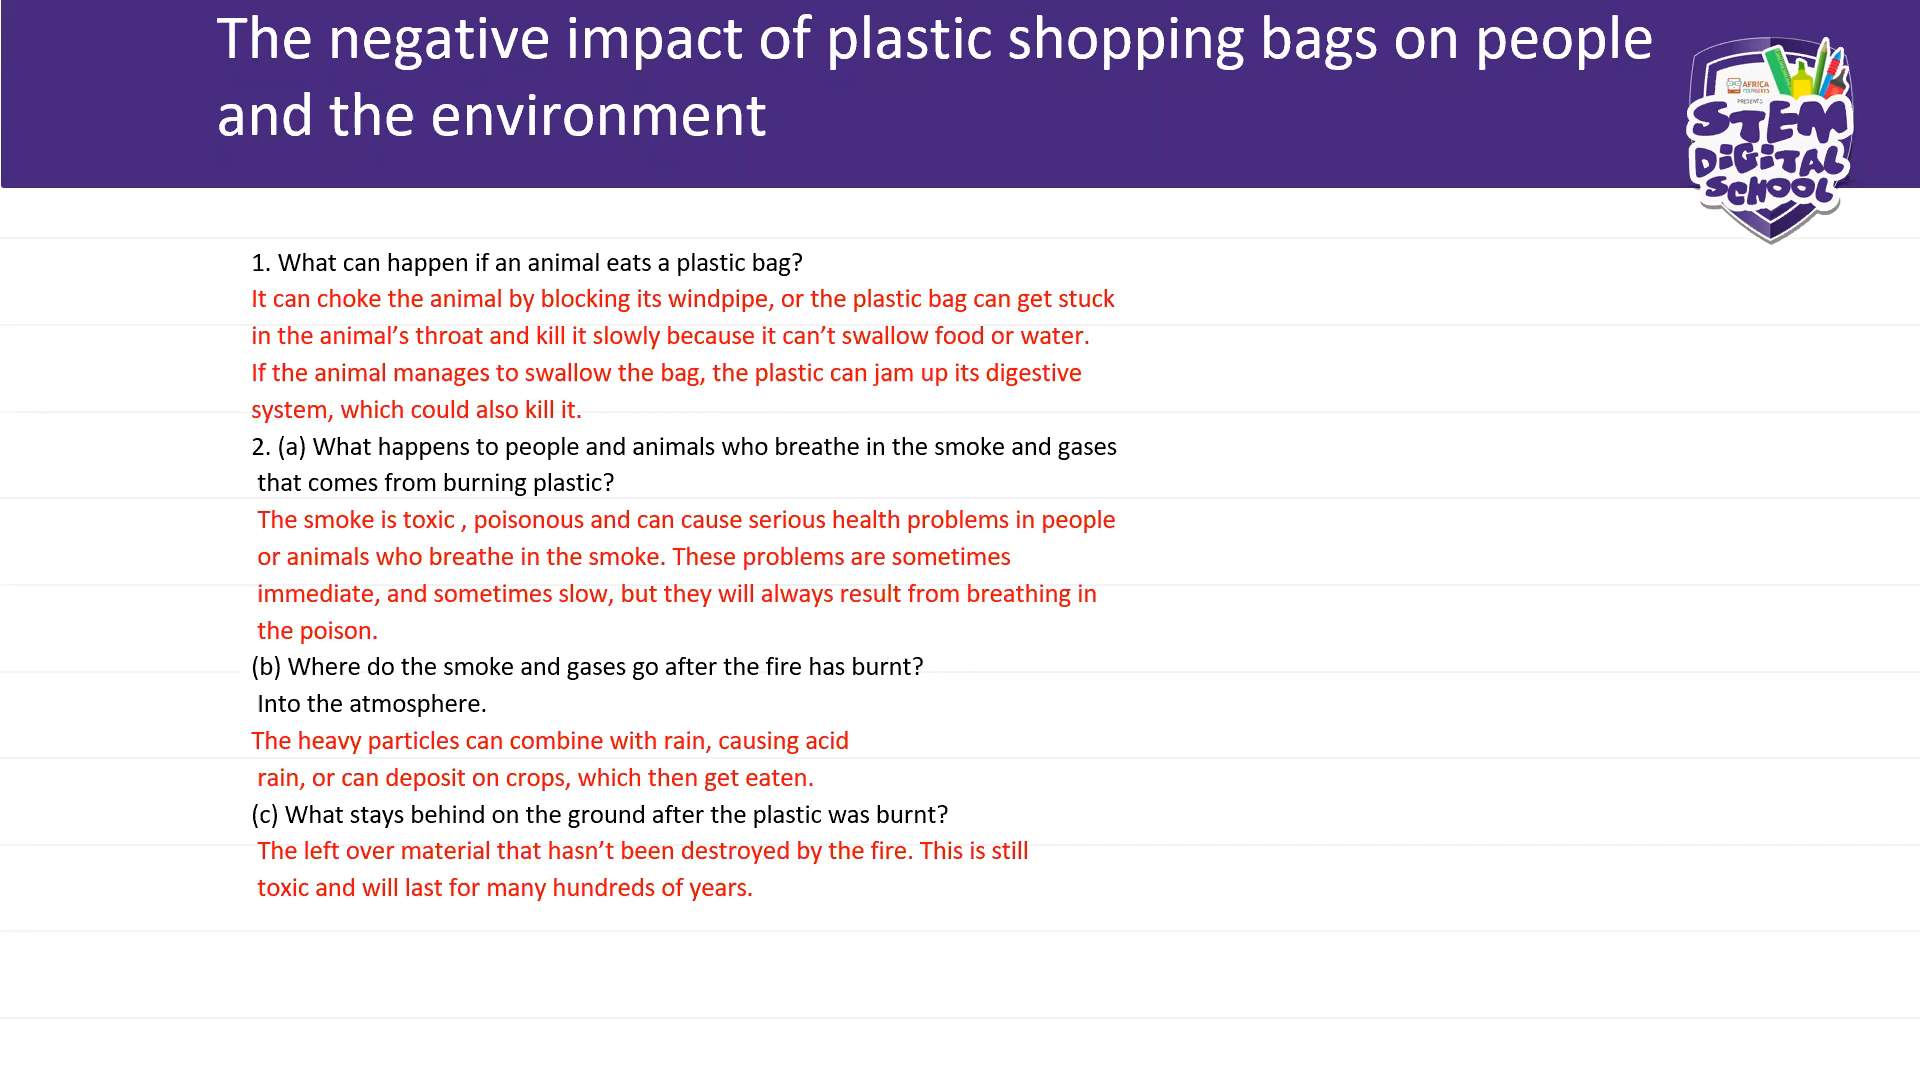 The negative impact of plastic shopping bags on people
and the environment
AFRICA
PRESENTS
STEM
DIGITAL
SCHOOL
1. What can happen if an animal eats a plastic bag?
It can choke the animal by blocking its windpipe, or the plastic bag can get stuck
in the animal’s throat and kill it slowly because it can’t swallow food or water.
If the animal manages to swallow the bag, the plastic can jam up its digestive
system, which could also kill it.
2. (a) What happens to people and animals who breathe in the smoke and gases
that comes from burning plastic?
The smoke is toxic , poisonous and can cause serious health problems in people
or animals who breathe in the smoke. These problems are sometimes
immediate, and sometimes slow, but they will always result from breathing in
the poison.
(b) Where do the smoke and gases go after the fire has burnt?
Into the atmosphere.
The heavy particles can combine with rain, causing acid
rain, or can deposit on crops, which then get eaten.
(c) What stays behind on the ground after the plastic was burnt?
The left over material that hasn’t been destroyed by the fire. This is still
toxic and will last for many hundreds of years.